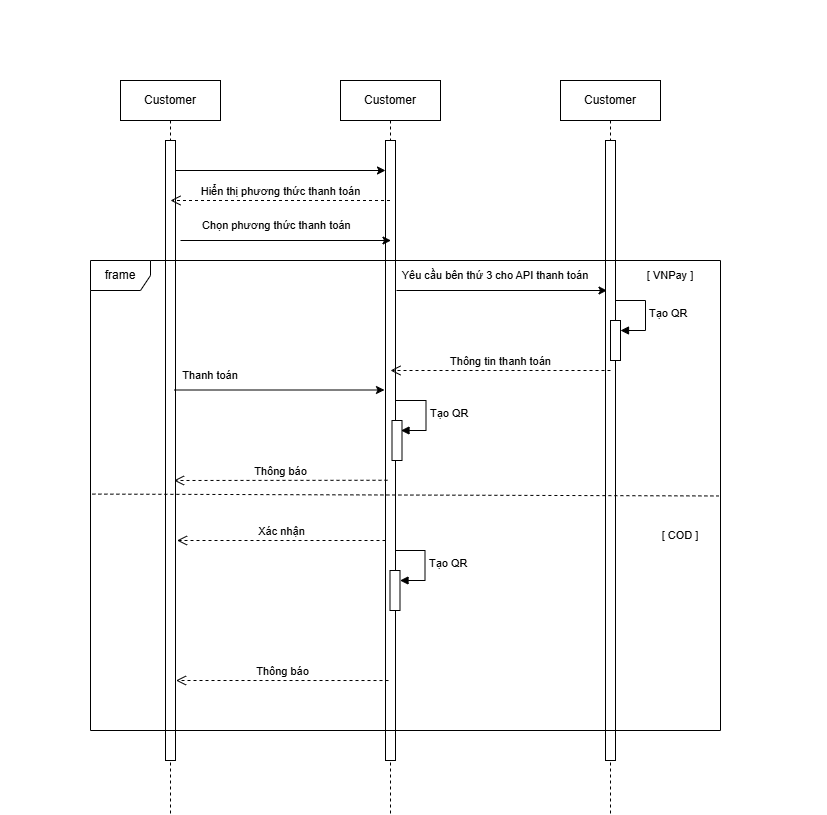 Customer
Customer
Customer
Hiển thị phương thức thanh toán
Chọn phương thức thanh toán
frame
Yêu cầu bên thứ 3 cho API thanh toán
[ VNPay ]
Tạo QR
Thông tin thanh toán
Thanh toán
Tạo QR
Thông báo
Xác nhận
[ COD ]
Tạo QR
Thông báo